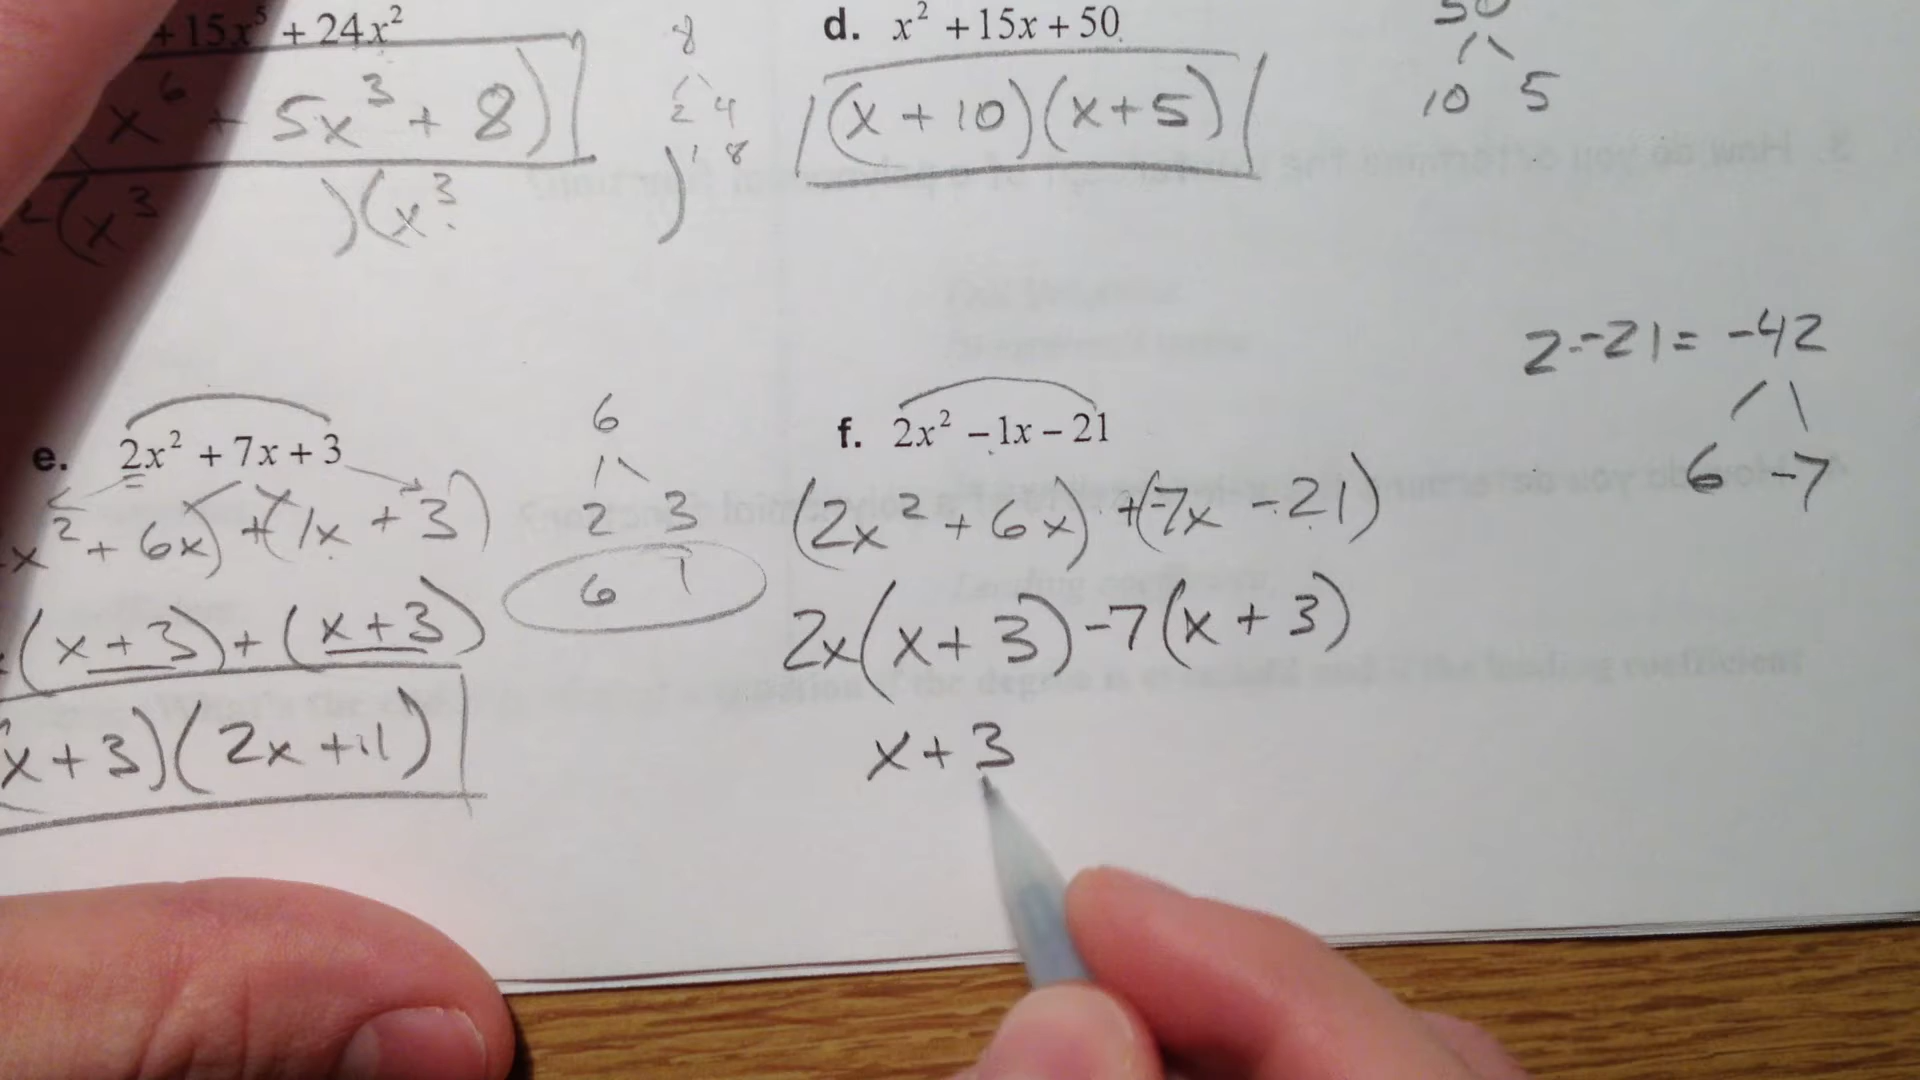 +15x⁵ + 24x²
x⁶ + 5x³ + 8)
(x³ )(x³ )
8
2 4
1 8
d. x² + 15x + 50
(x + 10)(x + 5)
50
10 5
e. 2x² + 7x + 3
x² + 6x) + (1x + 3)
(x + 3) + (x + 3)
x + 3)(2x + 1)
6
2 3
6 1
f. 2x² − 1x − 21
(2x² + 6x) + (-7x - 21)
2x(x + 3) - 7(x + 3)
x + 3
2·-21 = -42
6 -7